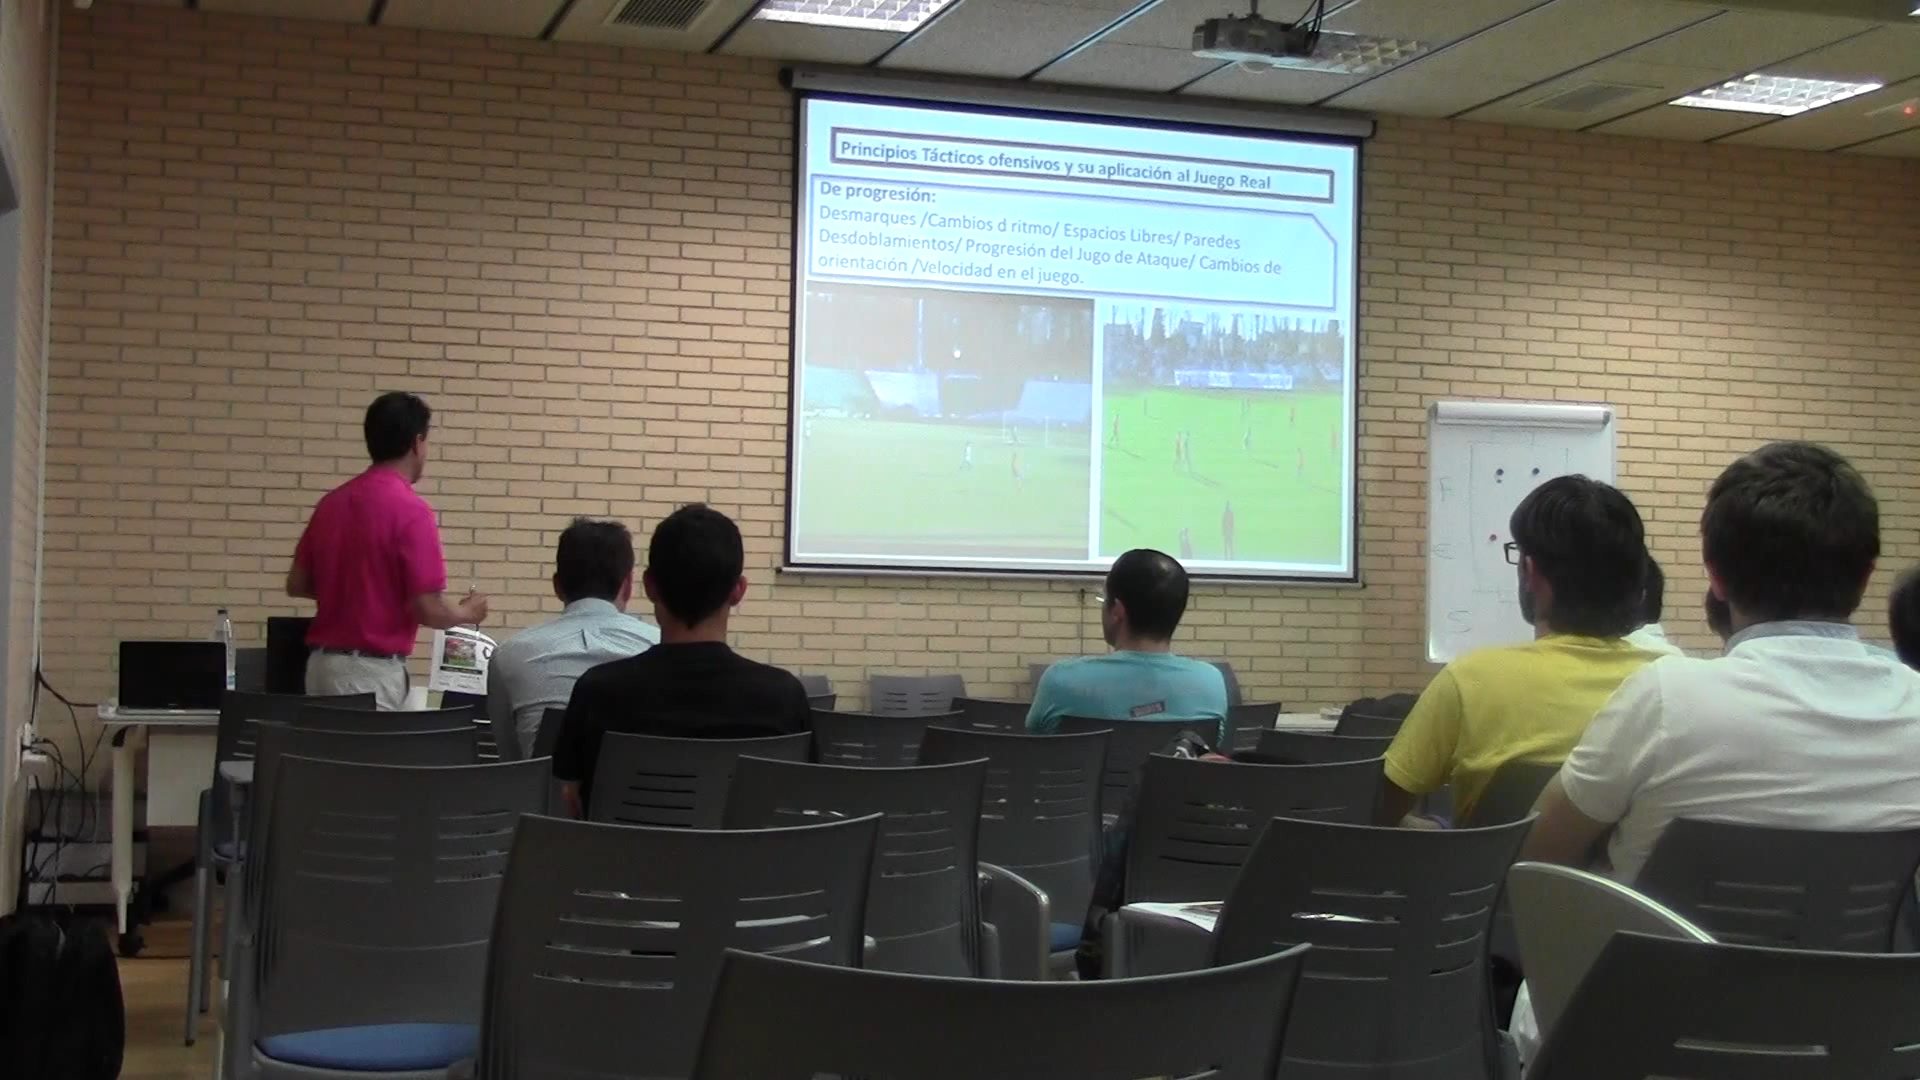 Principios Tácticos ofensivos y su aplicación al Juego Real
De progresión:
Desmarques /Cambios d ritmo/ Espacios Libres/ Paredes
Desdoblamientos/ Progresión del Jugo de Ataque/ Cambios de
orientación /Velocidad en el juego.
F
E
S